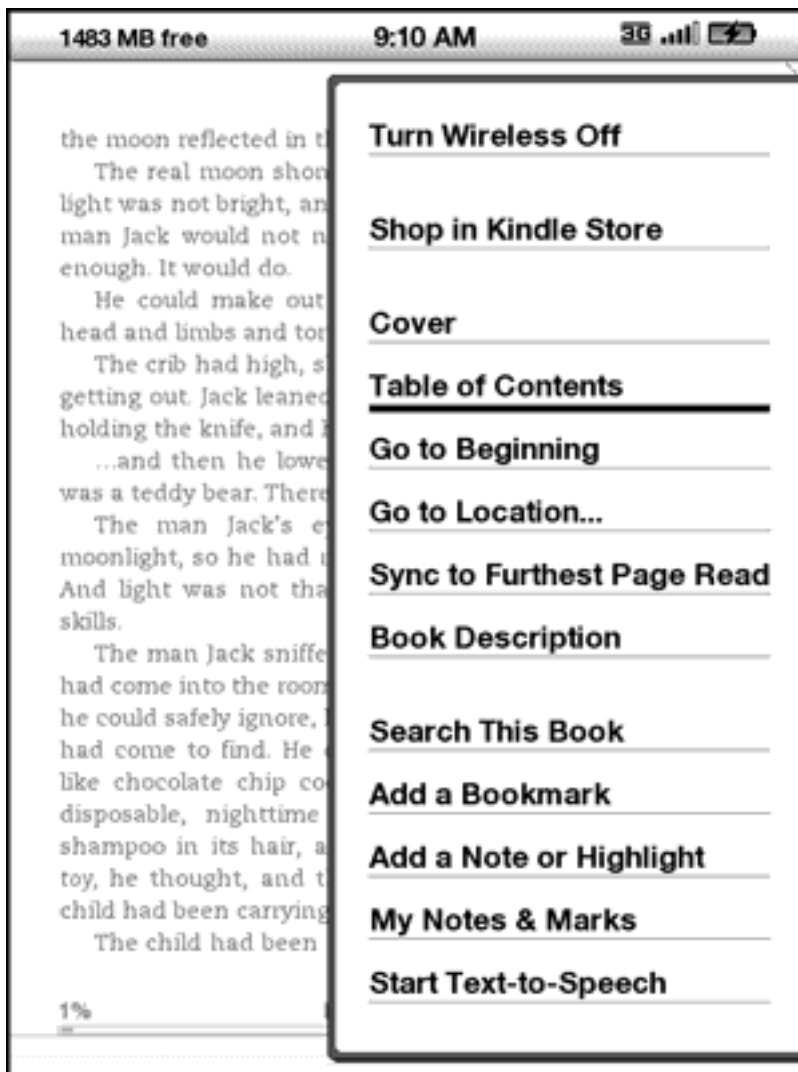 1483 MB free 9:10 AM 3G
the moon reflected in
The real moon shon
light was not bright, an
man Jack would not n
enough. It would do.
He could make out
head and limbs and tor
The crib had high, s
getting out. Jack leaned
holding the knife, and
…and then he lowe
was a teddy bear. There
The man Jack’s e
moonlight, so he had
And light was not tha
skills.
The man Jack sniffe
had come into the room
he could safely ignore,
had come to find. He
like chocolate chip co
disposable, nighttime
shampoo in its hair, a
toy, he thought, and t
child had been carrying
The child had been
1%
Turn Wireless Off
Shop in Kindle Store
Cover
Table of Contents
Go to Beginning
Go to Location...
Sync to Furthest Page Read
Book Description
Search This Book
Add a Bookmark
Add a Note or Highlight
My Notes & Marks
Start Text-to-Speech